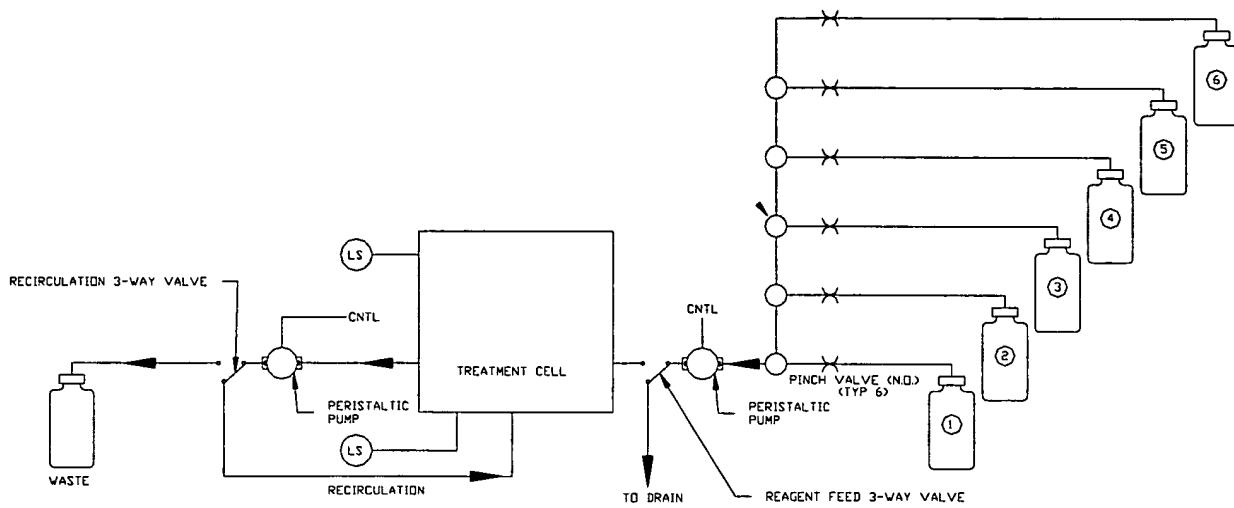 6
5
4
LS
3
RECIRCULATION 3-WAY VALVE
CNTL
CNTL
2
TREATMENT CELL
PINCH VALVE (N.O.)
(TYP 6)
PERISTALTIC
PUMP
PERISTALTIC
PUMP
1
LS
WASTE
RECIRCULATION
TO DRAIN
REAGENT FEED 3-WAY VALVE